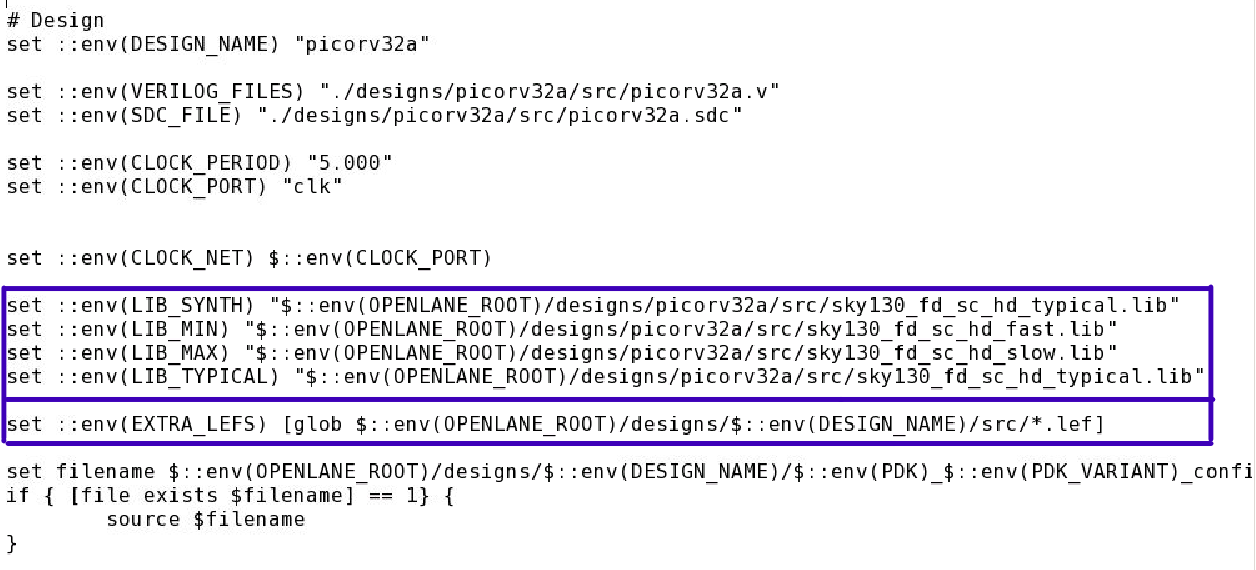 # Design
set ::env(DESIGN_NAME) "picorv32a"
set ::env(VERILOG_FILES) "./designs/picorv32a/src/picorv32a.v"
set ::env(SDC_FILE) "./designs/picorv32a/src/picorv32a.sdc"
set ::env(CLOCK_PERIOD) "5.000"
set ::env(CLOCK_PORT) "clk"
set ::env(CLOCK_NET) $::env(CLOCK_PORT)
set ::env(LIB_SYNTH) "$::env(OPENLANE_ROOT)/designs/picorv32a/src/sky130_fd_sc_hd_typical.lib"
set ::env(LIB_MIN) "$::env(OPENLANE_ROOT)/designs/picorv32a/src/sky130_fd_sc_hd_fast.lib"
set ::env(LIB_MAX) "$::env(OPENLANE_ROOT)/designs/picorv32a/src/sky130_fd_sc_hd_slow.lib"
set ::env(LIB_TYPICAL) "$::env(OPENLANE_ROOT)/designs/picorv32a/src/sky130_fd_sc_hd_typical.lib"
set ::env(EXTRA_LEFS) [glob $::env(OPENLANE_ROOT)/designs/$::env(DESIGN_NAME)/src/*.lef]
set filename $::env(OPENLANE_ROOT)/designs/$::env(DESIGN_NAME)/$::env(PDK)_$::env(PDK_VARIANT)_confi
if { [file exists $filename] == 1} {
        source $filename
}